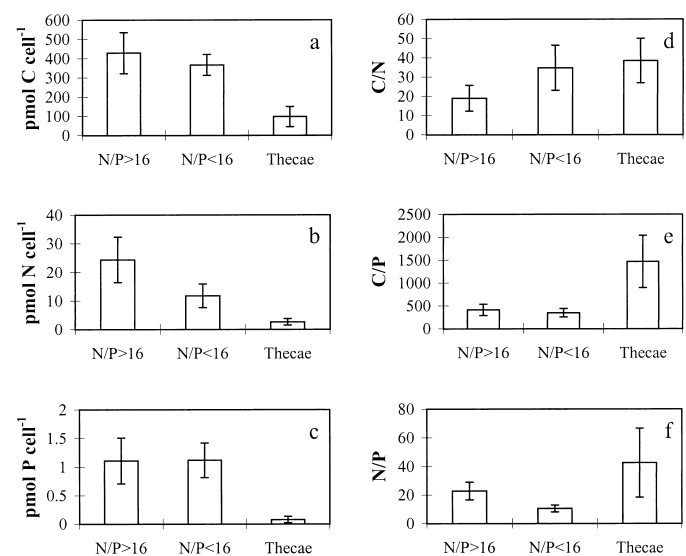 pmol C cell-1
600
500
400
300
200
100
0
a
N/P>16 N/P<16 Thecae
C/N
60
50
40
30
20
10
0
d
N/P>16 N/P<16 Thecae
pmol N cell-1
40
30
20
10
0
b
N/P>16 N/P<16 Thecae
C/P
2500
2000
1500
1000
500
0
e
N/P>16 N/P<16 Thecae
pmol P cell-1
2
1.5
1
0.5
0
c
N/P>16 N/P<16 Thecae
N/P
80
60
40
20
0
f
N/P>16 N/P<16 Thecae